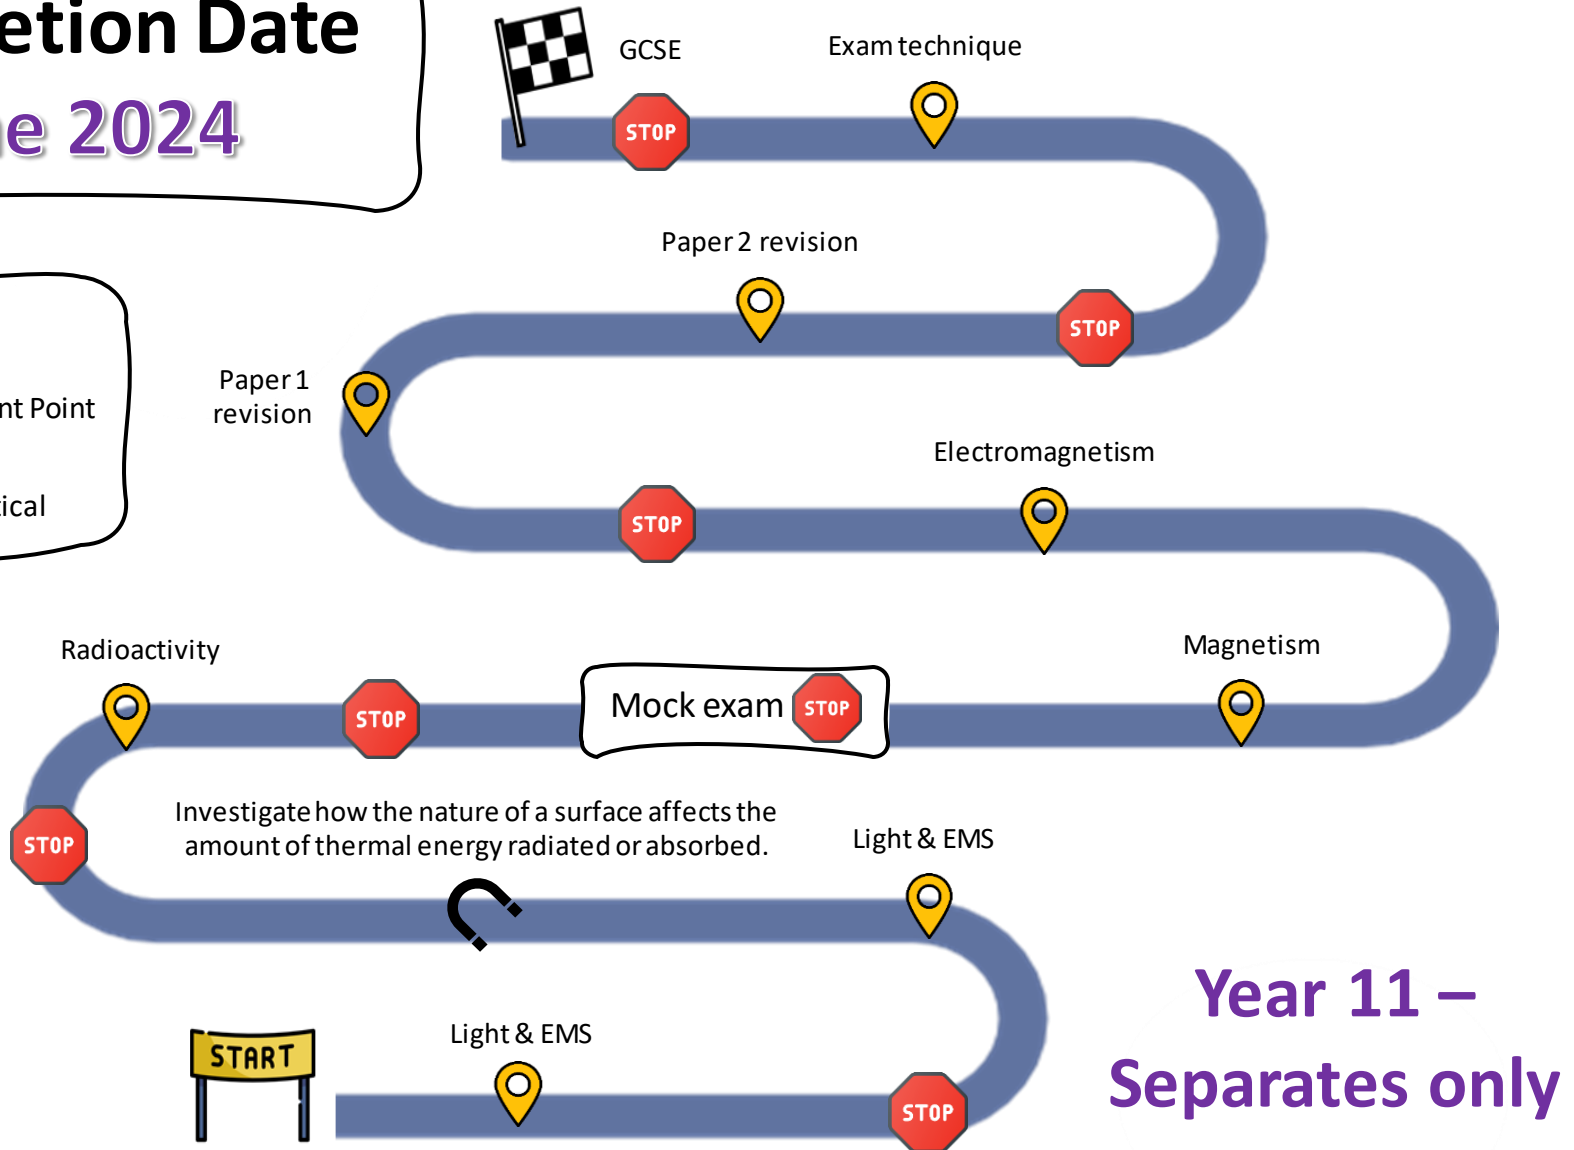 etion Date
e 2024
GCSE
Exam technique
STOP
Paper 2 revision
STOP
Paper 1
revision
nt Point
Electromagnetism
tical
STOP
Radioactivity
Magnetism
STOP
Mock exam STOP
Investigate how the nature of a surface affects the
amount of thermal energy radiated or absorbed.
Light & EMS
STOP
Year 11 –
Separates only
Light & EMS
START
STOP